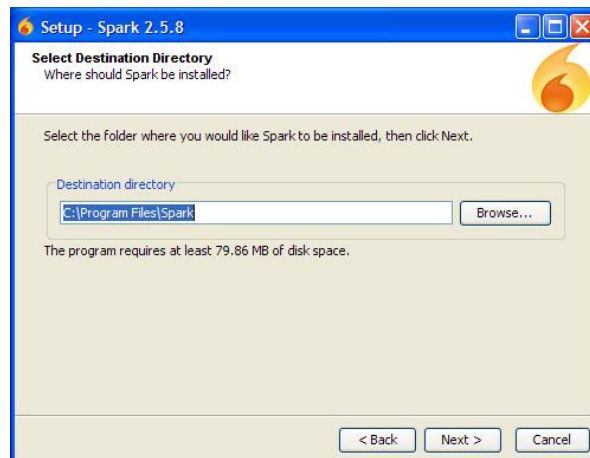 Setup - Spark 2.5.8
Select Destination Directory
Where should Spark be installed?
Select the folder where you would like Spark to be installed, then click Next.
Destination directory
C:\Program Files\Spark
Browse...
The program requires at least 79.86 MB of disk space.
< Back
Next >
Cancel